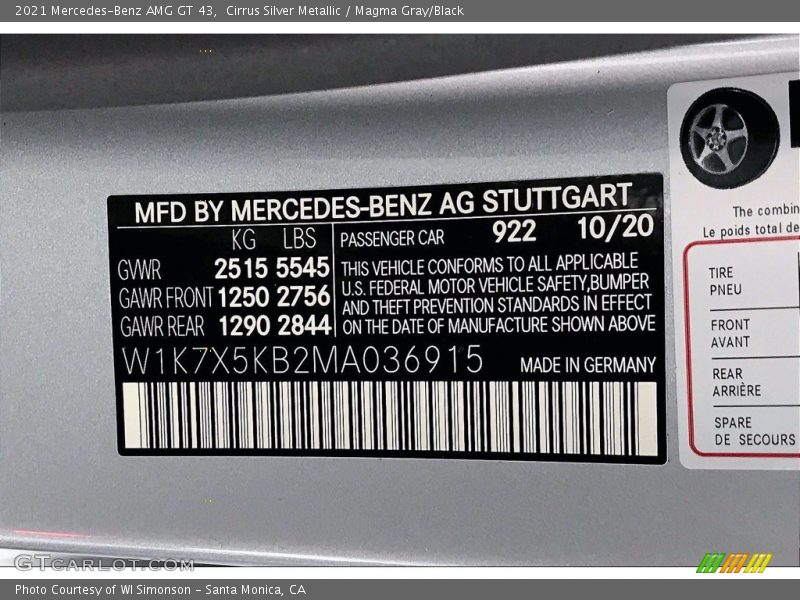 2021 Mercedes-Benz AMG GT 43, Cirrus Silver Metallic / Magma Gray/Black
MFD BY MERCEDES-BENZ AG STUTTGART
KG LBS
GVWR 2515 5545
GAWR FRONT 1250 2756
GAWR REAR 1290 2844
PASSENGER CAR 922 10/20
THIS VEHICLE CONFORMS TO ALL APPLICABLE
U.S. FEDERAL MOTOR VEHICLE SAFETY,BUMPER
AND THEFT PREVENTION STANDARDS IN EFFECT
ON THE DATE OF MANUFACTURE SHOWN ABOVE
W1K7X5KB2MA036915 MADE IN GERMANY
The combin
Le poids total de
TIRE
PNEU
FRONT
AVANT
REAR
ARRIÈRE
SPARE
DE SECOURS
GTCARLOT.COM
Photo Courtesy of WI Simonson - Santa Monica, CA